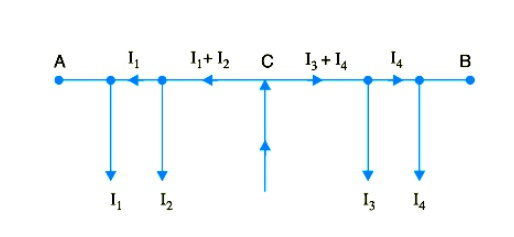 A I₁ I₁+ I₂ C I₃ + I₄ I₄ B
I₁ I₂ I₃ I₄